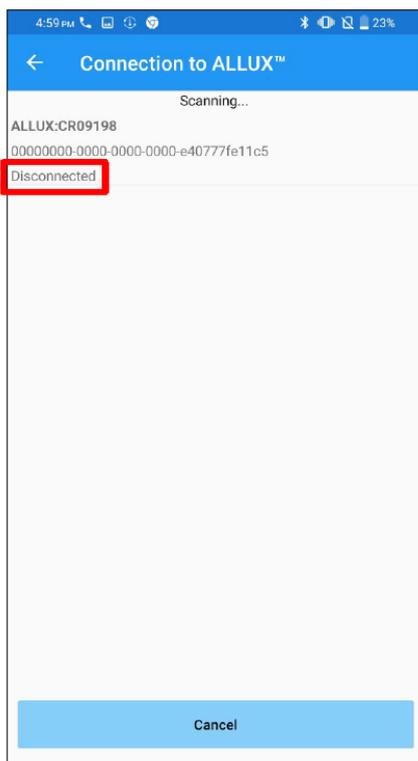 4:59 PM 23%
Connection to ALLUX™
Scanning...
ALLUX:CR09198
00000000-0000-0000-0000-e40777fe11c5
Disconnected
Cancel